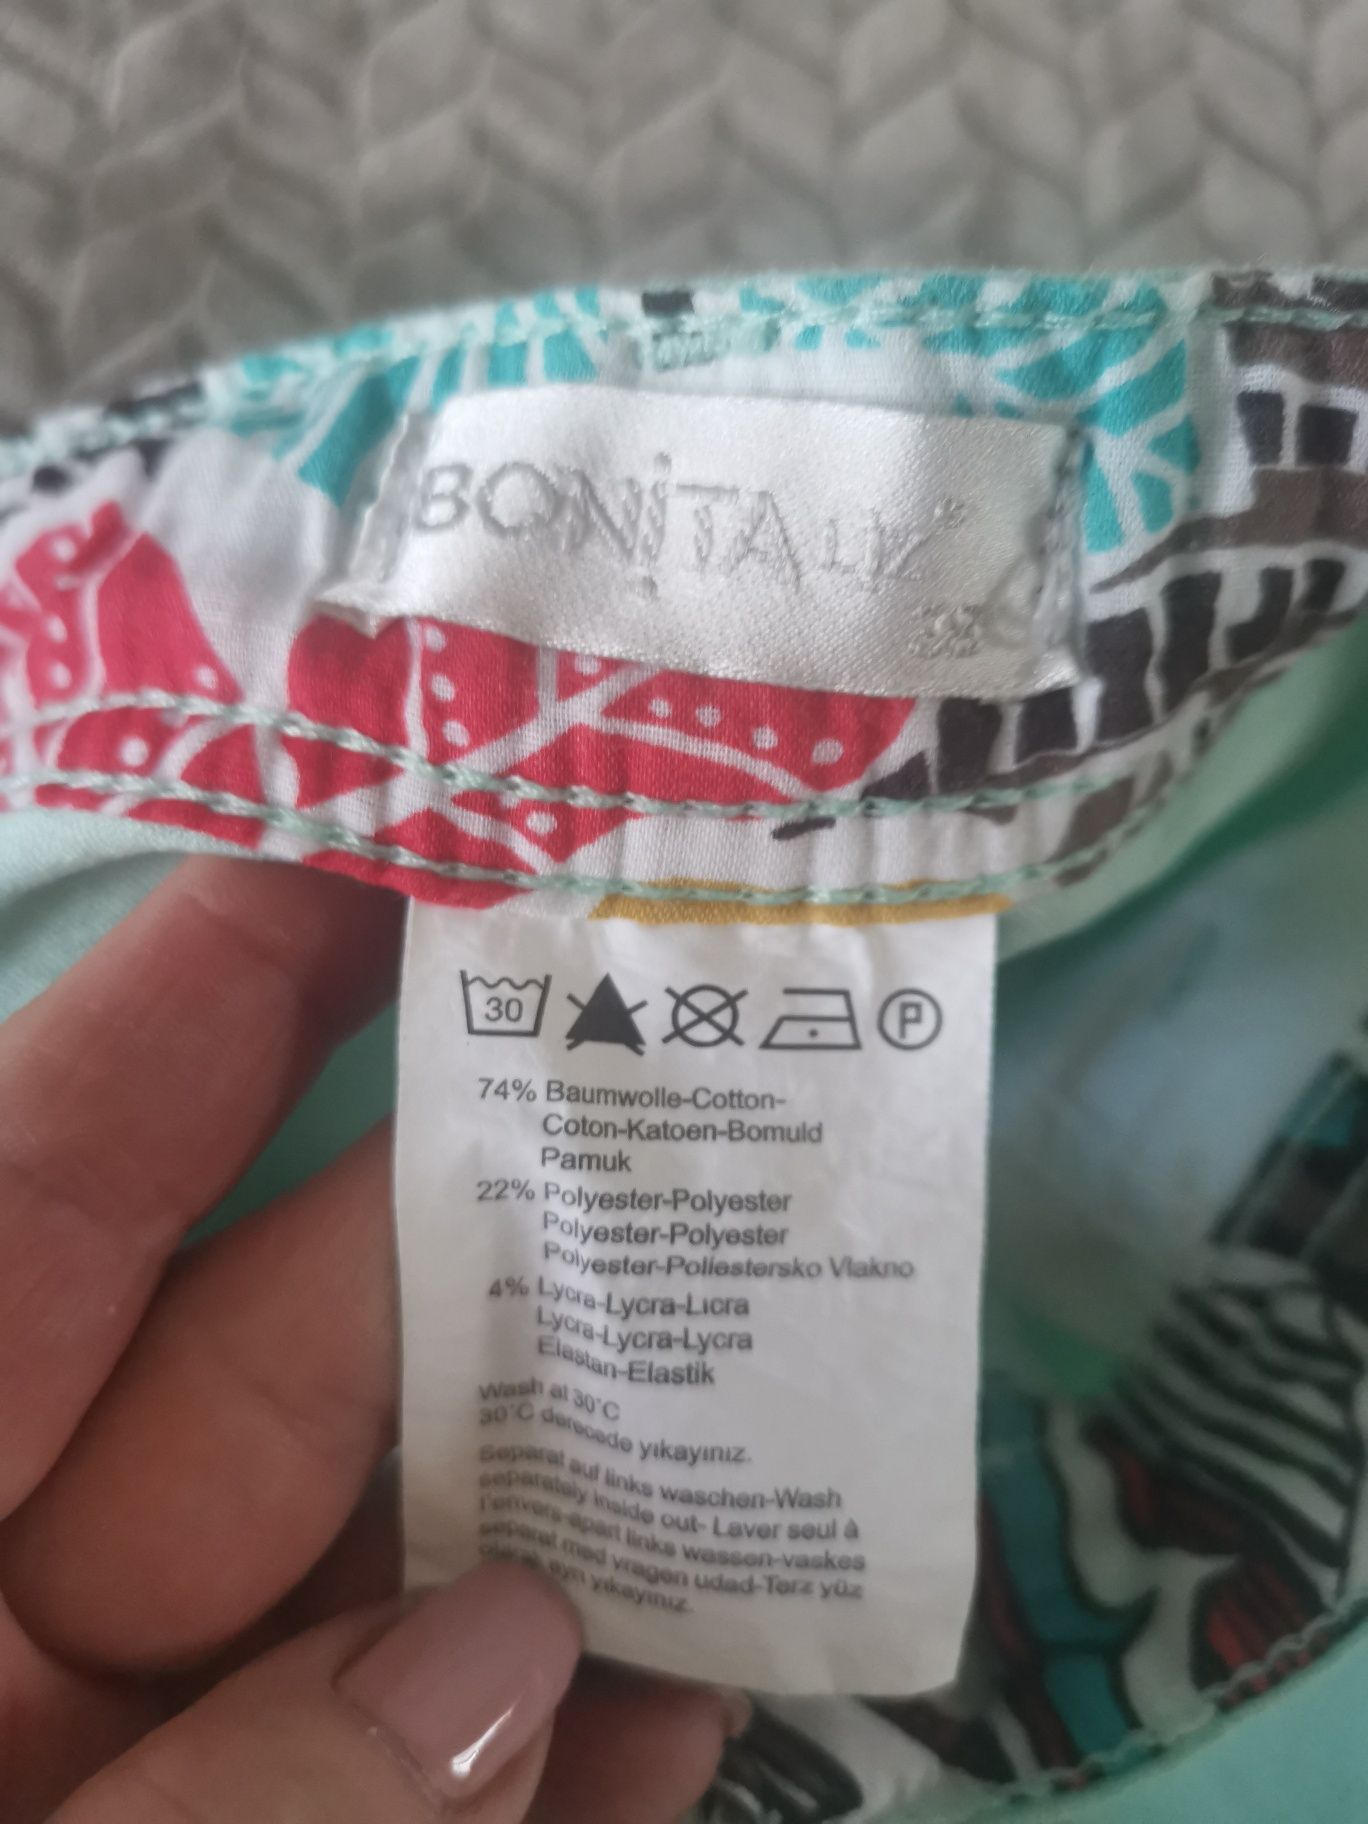 BONiTA
38
30
P
74% Baumwolle-Cotton-
Coton-Katoen-Bomuld
Pamuk
22% Polyester-Polyester
Polyester-Polyester
Polyester-Poliestersko Vlakno
4% Lycra-Lycra-Licra
Lycra-Lycra-Lycra
Elastan-Elastik
Wash at 30°C
30°C derecede yıkayınız.
Separat auf links waschen-Wash
separately inside out- Laver seul à
l'envers-apart links wassen-vaskes
separat med vragen udad-Terz yüz
olarak ayrı yıkayınız.